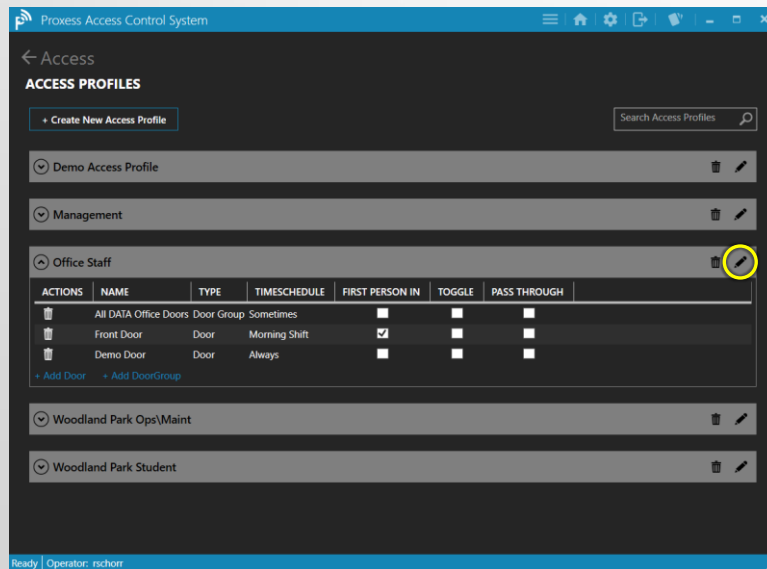 Proxess Access Control System
Access
ACCESS PROFILES
+ Create New Access Profile
Search Access Profiles
Demo Access Profile
Management
Office Staff
ACTIONS NAME TYPE TIMESCHEDULE FIRST PERSON IN TOGGLE PASS THROUGH
All DATA Office Doors Door Group Sometimes
Front Door Door Morning Shift
Demo Door Door Always
+ Add Door + Add DoorGroup
Woodland Park Ops\Maint
Woodland Park Student
Ready Operator: rschorr